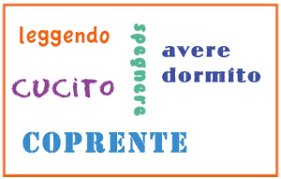 leggendo
spegnere
avere
dormito
cucito
COPRENTE